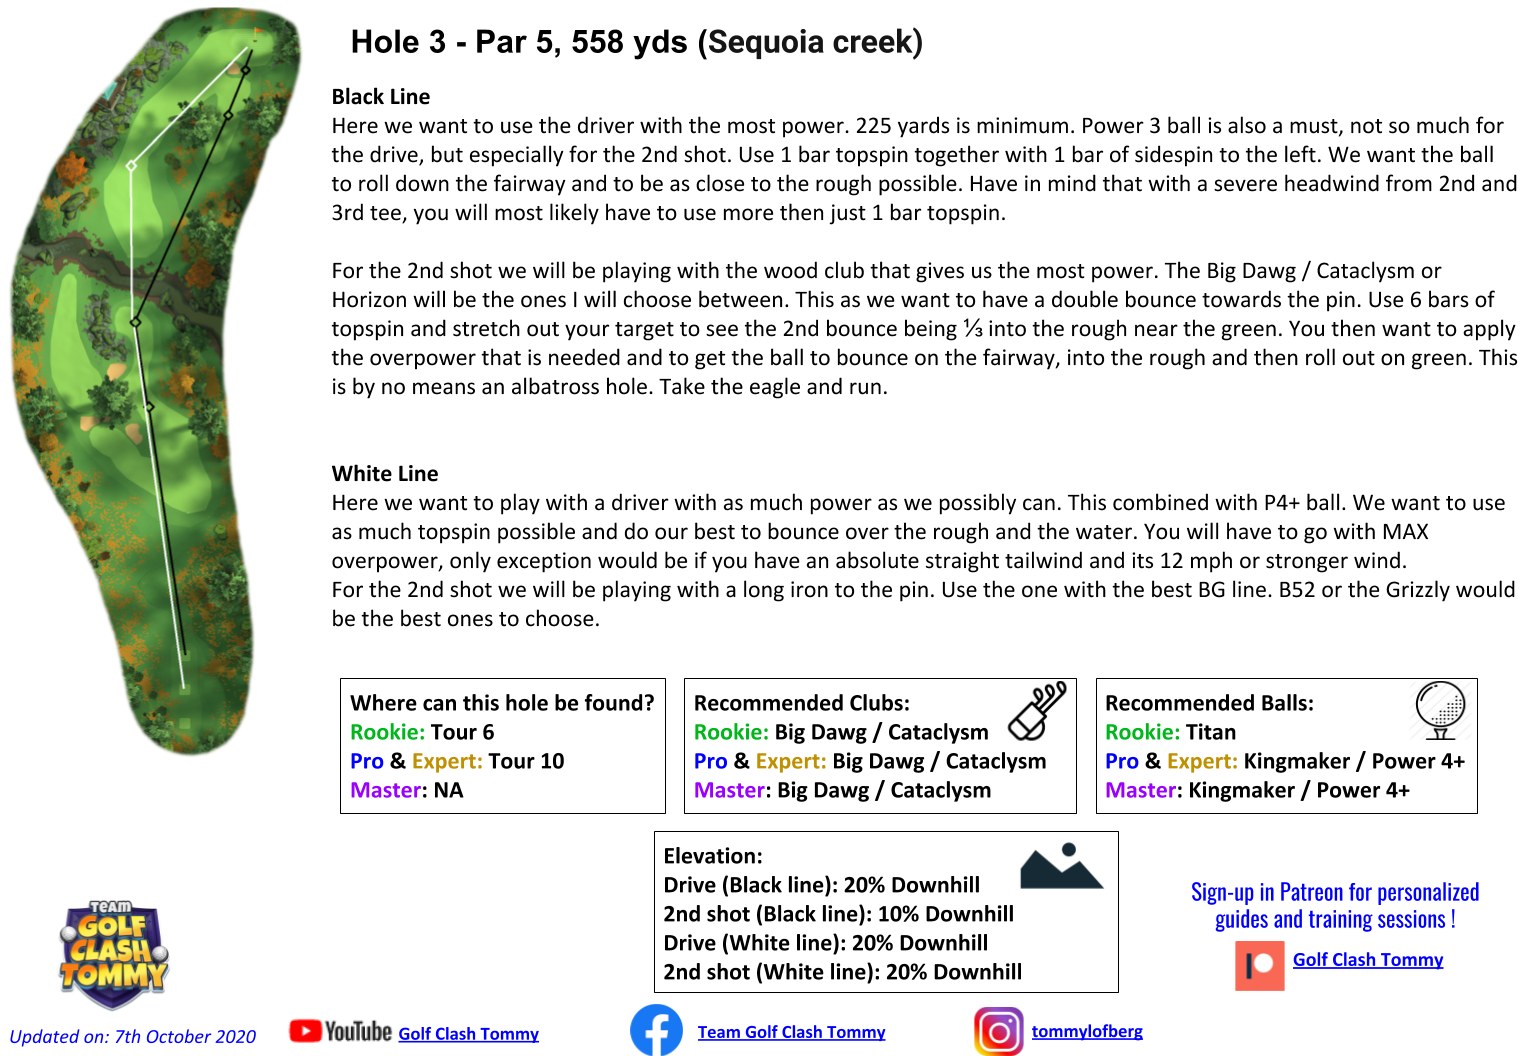 Hole 3 - Par 5, 558 yds (Sequoia creek)
Black Line
Here we want to use the driver with the most power. 225 yards is minimum. Power 3 ball is also a must, not so much for
the drive, but especially for the 2nd shot. Use 1 bar topspin together with 1 bar of sidespin to the left. We want the ball
to roll down the fairway and to be as close to the rough possible. Have in mind that with a severe headwind from 2nd and
3rd tee, you will most likely have to use more then just 1 bar topspin.
For the 2nd shot we will be playing with the wood club that gives us the most power. The Big Dawg / Cataclysm or
Horizon will be the ones I will choose between. This as we want to have a double bounce towards the pin. Use 6 bars of
topspin and stretch out your target to see the 2nd bounce being ⅓ into the rough near the green. You then want to apply
the overpower that is needed and to get the ball to bounce on the fairway, into the rough and then roll out on green. This
is by no means an albatross hole. Take the eagle and run.
White Line
Here we want to play with a driver with as much power as we possibly can. This combined with P4+ ball. We want to use
as much topspin possible and do our best to bounce over the rough and the water. You will have to go with MAX
overpower, only exception would be if you have an absolute straight tailwind and its 12 mph or stronger wind.
For the 2nd shot we will be playing with a long iron to the pin. Use the one with the best BG line. B52 or the Grizzly would
be the best ones to choose.
Where can this hole be found?
Rookie: Tour 6
Pro & Expert: Tour 10
Master: NA
Recommended Clubs:
Rookie: Big Dawg / Cataclysm
Pro & Expert: Big Dawg / Cataclysm
Master: Big Dawg / Cataclysm
Recommended Balls:
Rookie: Titan
Pro & Expert: Kingmaker / Power 4+
Master: Kingmaker / Power 4+
Elevation:
Drive (Black line): 20% Downhill
2nd shot (Black line): 10% Downhill
Drive (White line): 20% Downhill
2nd shot (White line): 20% Downhill
Sign-up in Patreon for personalized
guides and training sessions !
Golf Clash Tommy
TEAM
GOLF
CLASH
TOMMY
Updated on: 7th October 2020
YouTube Golf Clash Tommy
Team Golf Clash Tommy
tommylofberg